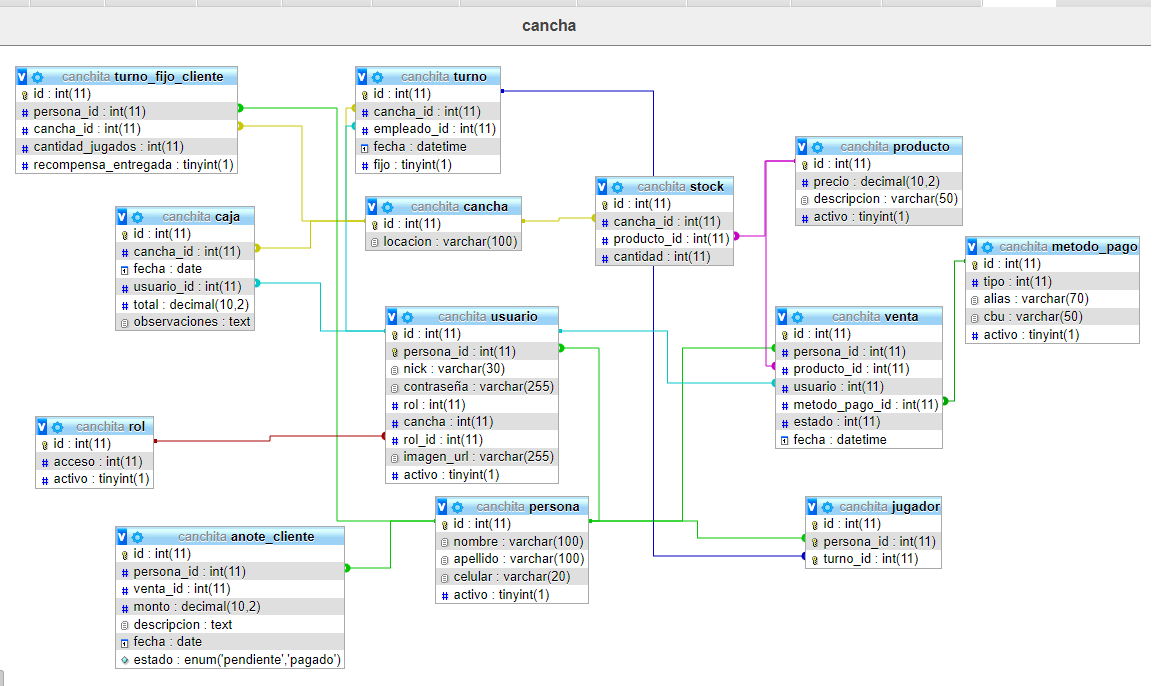 cancha
canchita turno_fijo_cliente
id : int(11)
persona_id : int(11)
cancha_id : int(11)
cantidad_jugados : int(11)
recompensa_entregada : tinyint(1)
canchita turno
id : int(11)
cancha_id : int(11)
empleado_id : int(11)
fecha : datetime
fijo : tinyint(1)
canchita producto
id : int(11)
precio : decimal(10,2)
descripcion : varchar(50)
activo : tinyint(1)
canchita stock
id : int(11)
cancha_id : int(11)
producto_id : int(11)
cantidad : int(11)
canchita cancha
id : int(11)
locacion : varchar(100)
canchita caja
id : int(11)
cancha_id : int(11)
fecha : date
usuario_id : int(11)
total : decimal(10,2)
observaciones : text
canchita metodo_pago
id : int(11)
tipo : int(11)
alias : varchar(70)
cbu : varchar(50)
activo : tinyint(1)
canchita usuario
id : int(11)
persona_id : int(11)
nick : varchar(30)
contraseña : varchar(255)
rol : int(11)
cancha : int(11)
rol_id : int(11)
imagen_url : varchar(255)
activo : tinyint(1)
canchita venta
id : int(11)
persona_id : int(11)
producto_id : int(11)
usuario : int(11)
metodo_pago_id : int(11)
estado : int(11)
fecha : datetime
canchita rol
id : int(11)
acceso : int(11)
activo : tinyint(1)
canchita persona
id : int(11)
nombre : varchar(100)
apellido : varchar(100)
celular : varchar(20)
activo : tinyint(1)
canchita jugador
id : int(11)
persona_id : int(11)
turno_id : int(11)
canchita anote_cliente
id : int(11)
persona_id : int(11)
venta_id : int(11)
monto : decimal(10,2)
descripcion : text
fecha : date
estado : enum('pendiente','pagado')